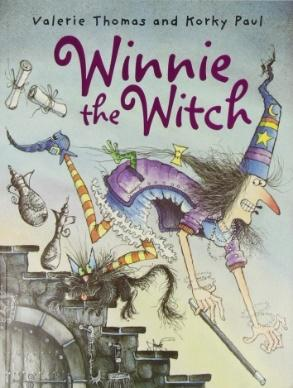 Valerie Thomas and Korky Paul
Winnie
the Witch